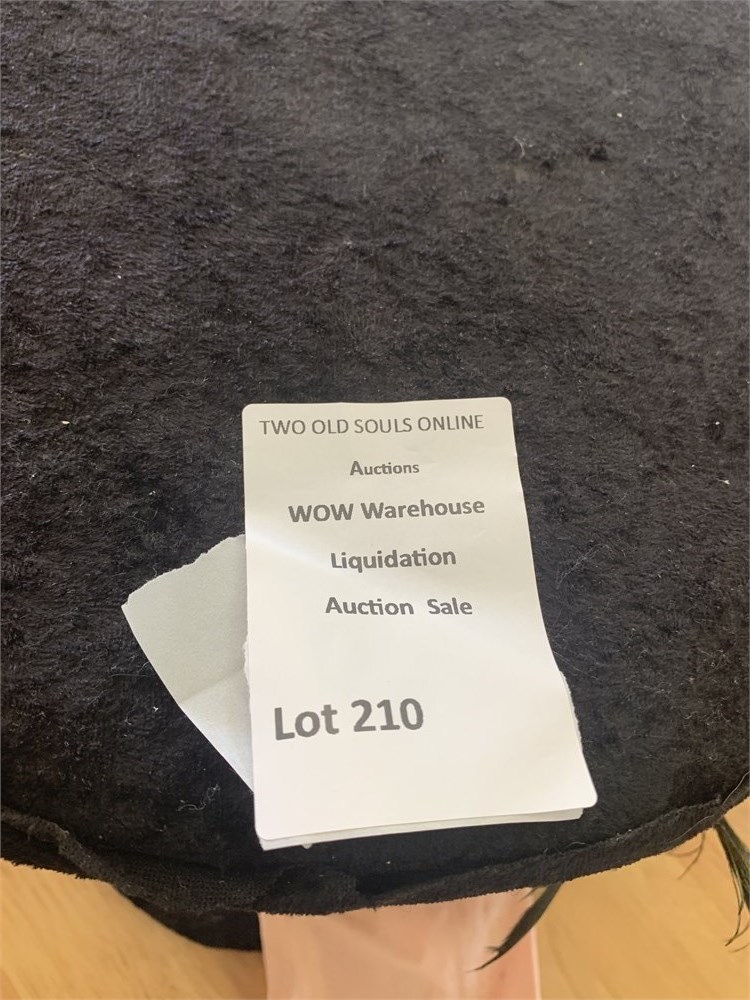 TWO OLD SOULS ONLINE
Auctions
WOW Warehouse
Liquidation
Auction Sale
Lot 210